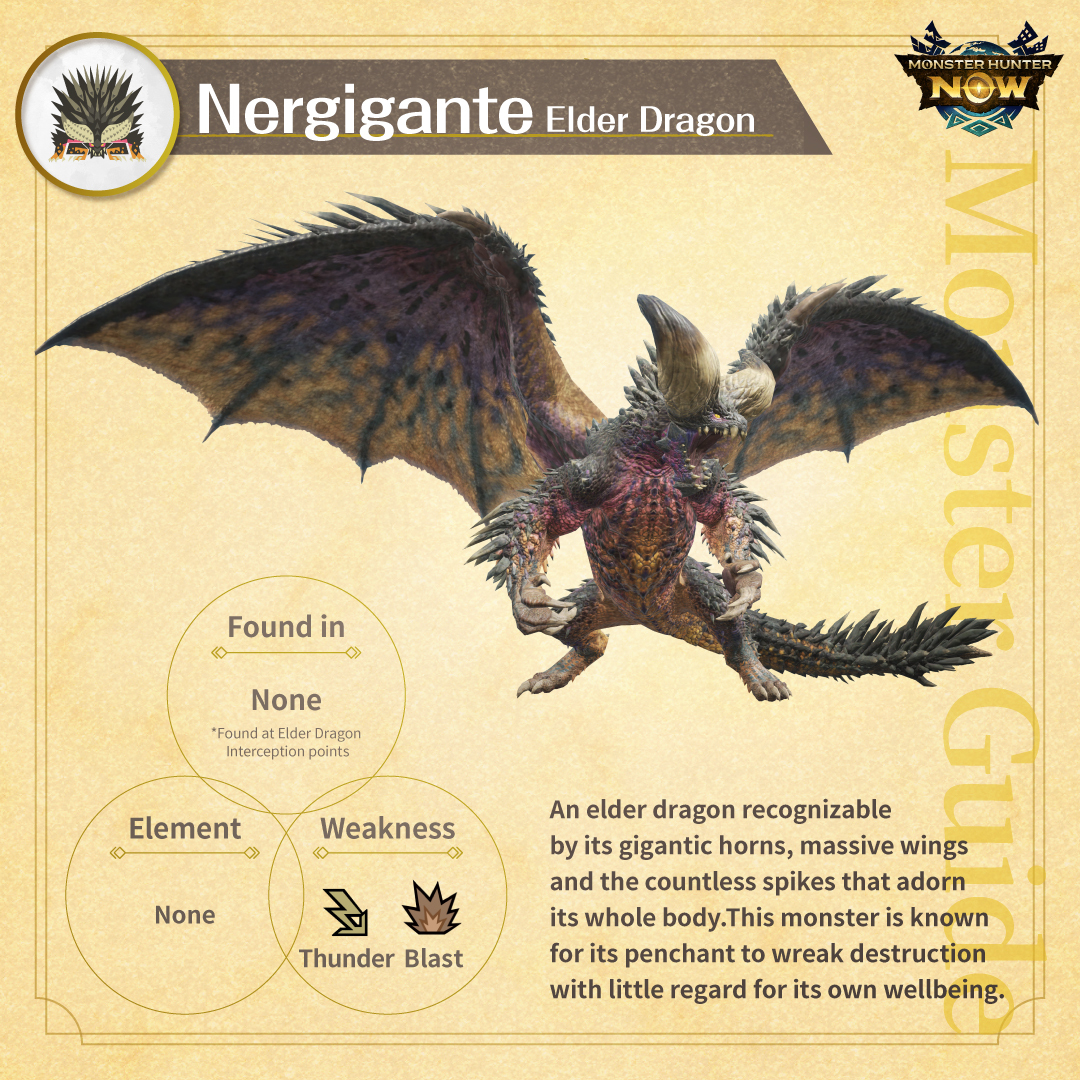 Nergigante Elder Dragon
MONSTER HUNTER
NOW
Monster Guide
Found in
None
*Found at Elder Dragon
Interception points
Element
None
Weakness
Thunder Blast
An elder dragon recognizable
by its gigantic horns, massive wings
and the countless spikes that adorn
its whole body.This monster is known
for its penchant to wreak destruction
with little regard for its own wellbeing.